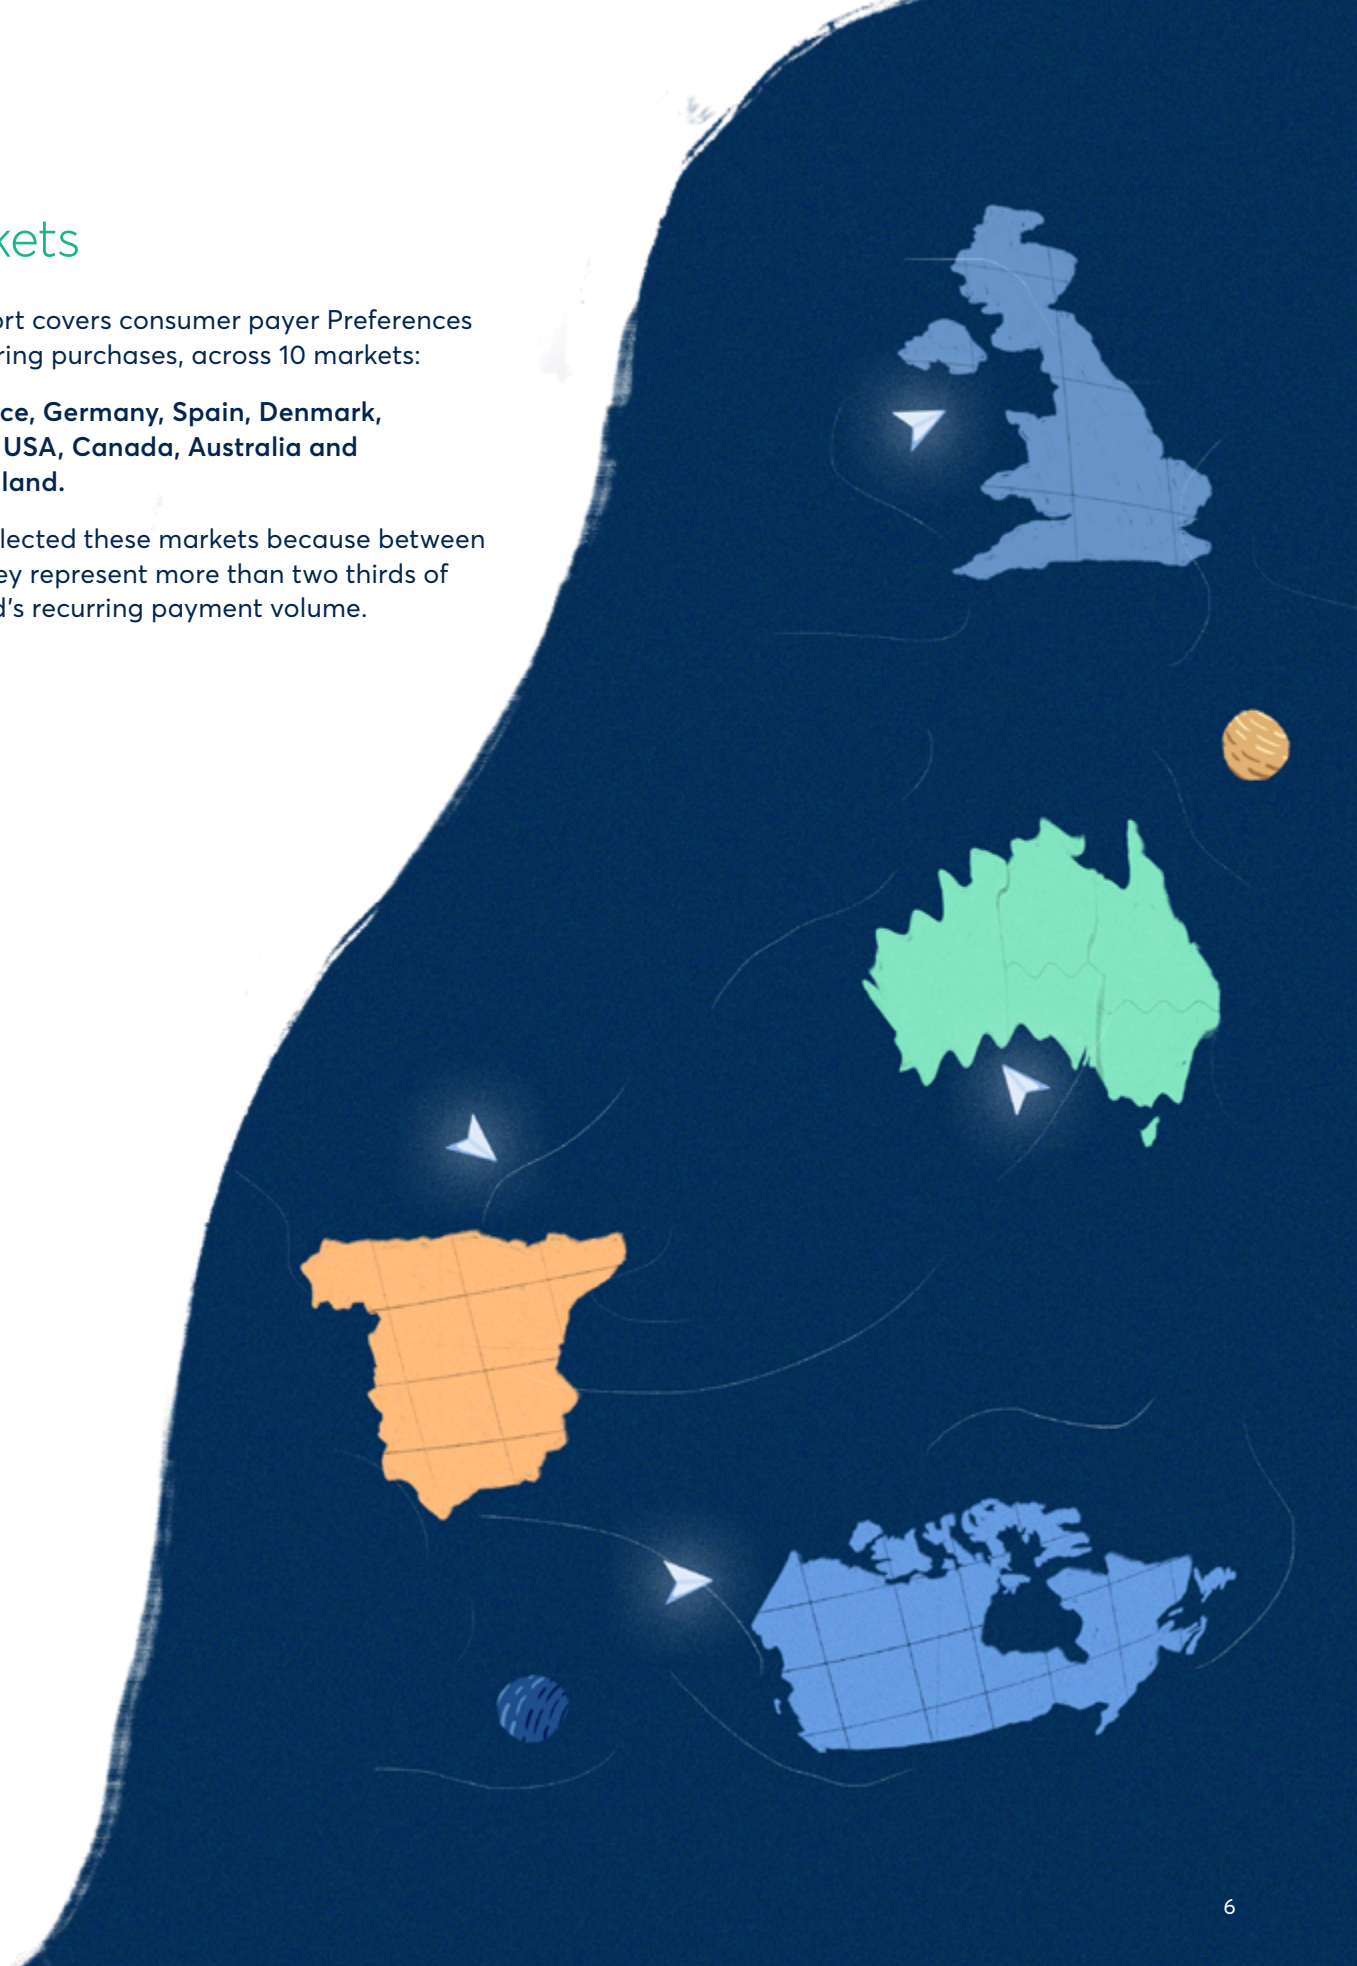 kets
ort covers consumer payer Preferences
ring purchases, across 10 markets:
ce, Germany, Spain, Denmark,
USA, Canada, Australia and
land.
lected these markets because between
ey represent more than two thirds of
d's recurring payment volume.
6